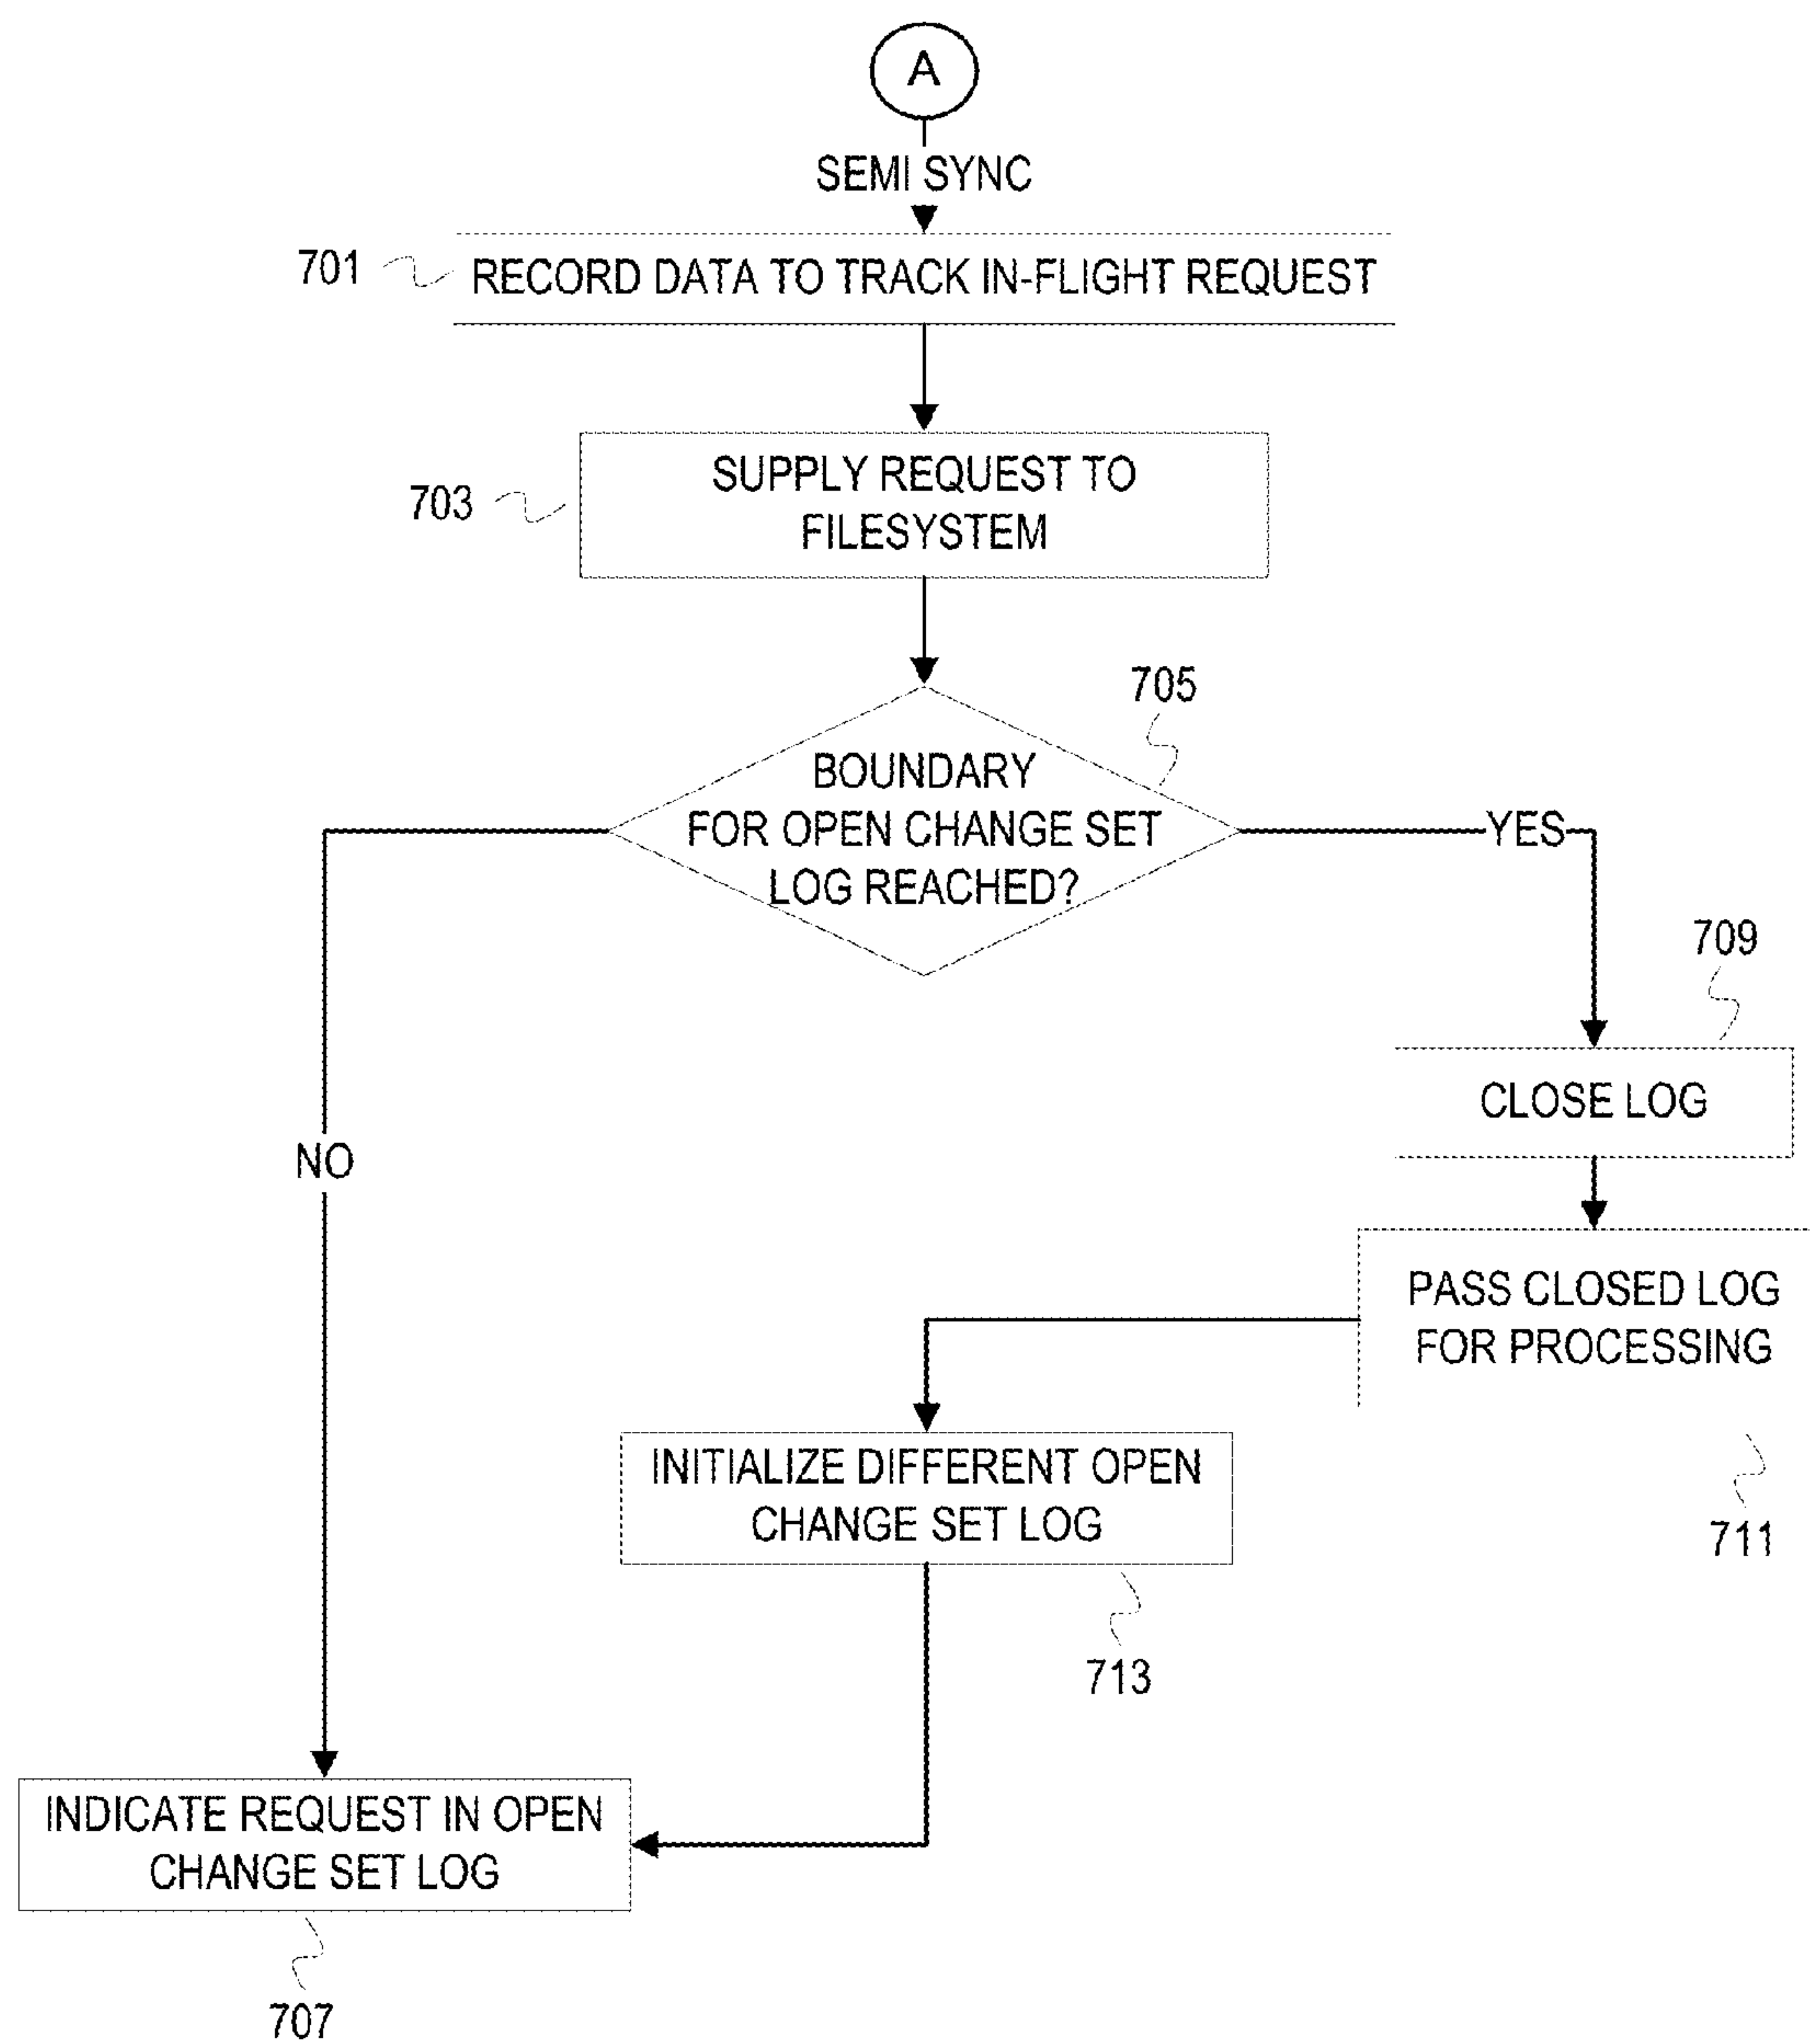 A
SEMI SYNC
701
RECORD DATA TO TRACK IN-FLIGHT REQUEST
703
SUPPLY REQUEST TO
FILESYSTEM
705
BOUNDARY
FOR OPEN CHANGE SET
LOG REACHED?
YES
NO
709
CLOSE LOG
PASS CLOSED LOG
FOR PROCESSING
711
INITIALIZE DIFFERENT OPEN
CHANGE SET LOG
713
INDICATE REQUEST IN OPEN
CHANGE SET LOG
707